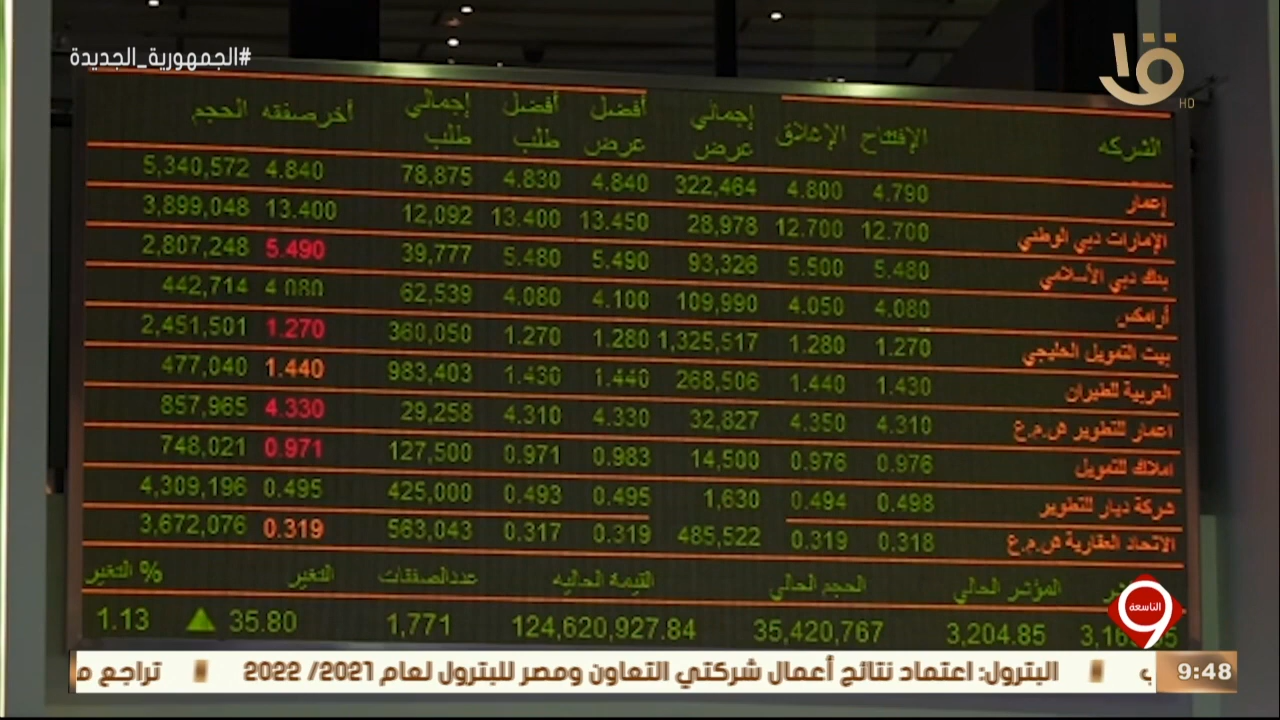 #الجمهورية_الجديدة
قا HD
الشركه الإفتتاح الإغلاق إجمالي عرض أفضل عرض أفضل طلب إجمالي طلب أخرصفقه الحجم
إعمار 4.790 4.800 322,464 4.840 4.830 78,875 4.840 5,340,572
الإمارات دبي الوطني 12.700 12.700 28,978 13.450 13.400 12,092 13.400 3,899,048
بنك دبي الأسلامي 5.480 5.500 93,326 5.490 5.480 39,777 5.490 2,807,248
أرامكس 4.080 4.050 109,990 4.100 4.080 62,539 4.080 442,714
بيت التمويل الخليجي 1.270 1.280 1,325,517 1.280 1.270 360,050 1.270 2,451,501
العربية للطيران 1.430 1.440 268,506 1.440 1.430 983,403 1.440 477,040
اعمار للتطوير ش.م.ع 4.310 4.350 32,827 4.330 4.310 29,258 4.330 857,965
املاك للتمويل 0.976 0.976 14,500 0.983 0.971 127,500 0.971 748,021
شركة ديار للتطوير 0.498 0.494 1,630 0.495 0.493 425,000 0.495 4,309,196
الاتحاد العقارية ش.م.ع 0.318 0.319 485,522 0.319 0.317 563,043 0.319 3,672,076
المؤشر الحالي الحجم الحالي القيمة الحاليه عددالصفقات التغير % التغير
3,204.85 35,420,767 124,620,927.84 1,771 35.80 1.13
التاسعة 9
9:48 البترول: اعتماد نتائج أعمال شركتي التعاون ومصر للبترول لعام 2021/ 2022 تراجع